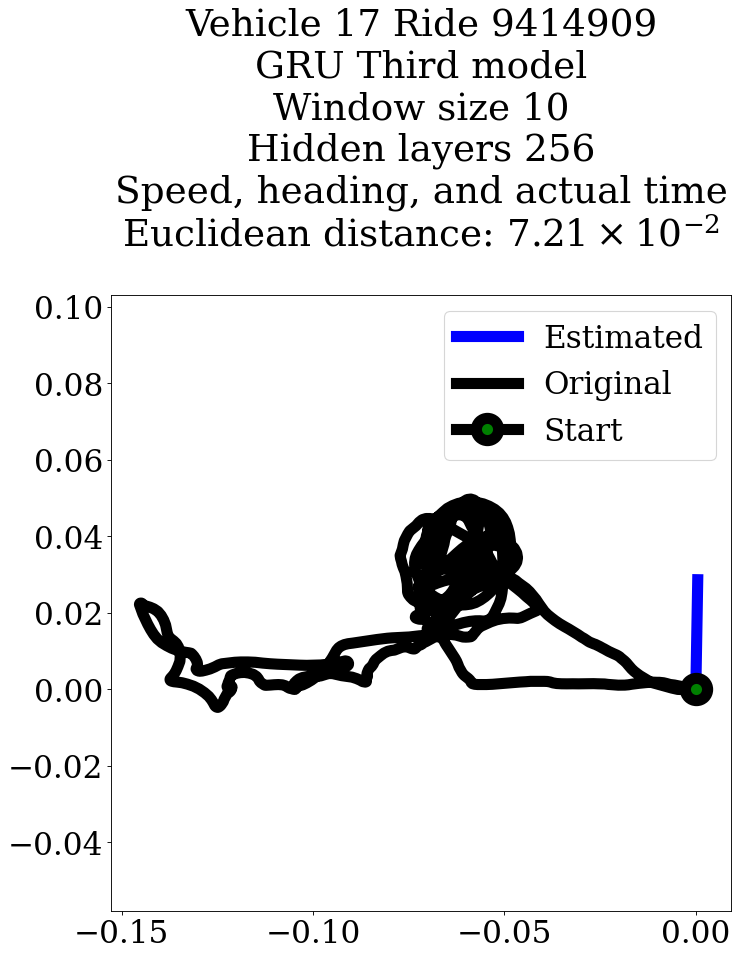 Vehicle 17 Ride 9414909
GRU Third model
Window size 10
Hidden layers 256
Speed, heading, and actual time
Euclidean distance: 7.21 × 10⁻²
Estimated
Original
Start
0.10
0.08
0.06
0.04
0.02
0.00
−0.02
−0.04
−0.15 −0.10 −0.05 0.00